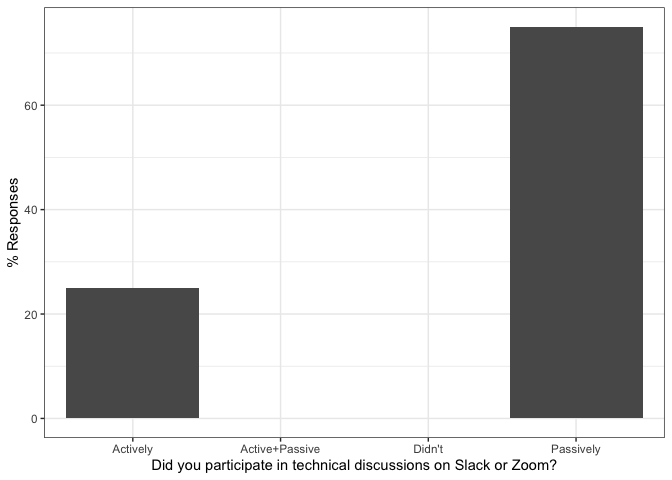 % Responses
60
40
20
0
Actively
Active+Passive
Didn't
Passively
Did you participate in technical discussions on Slack or Zoom?